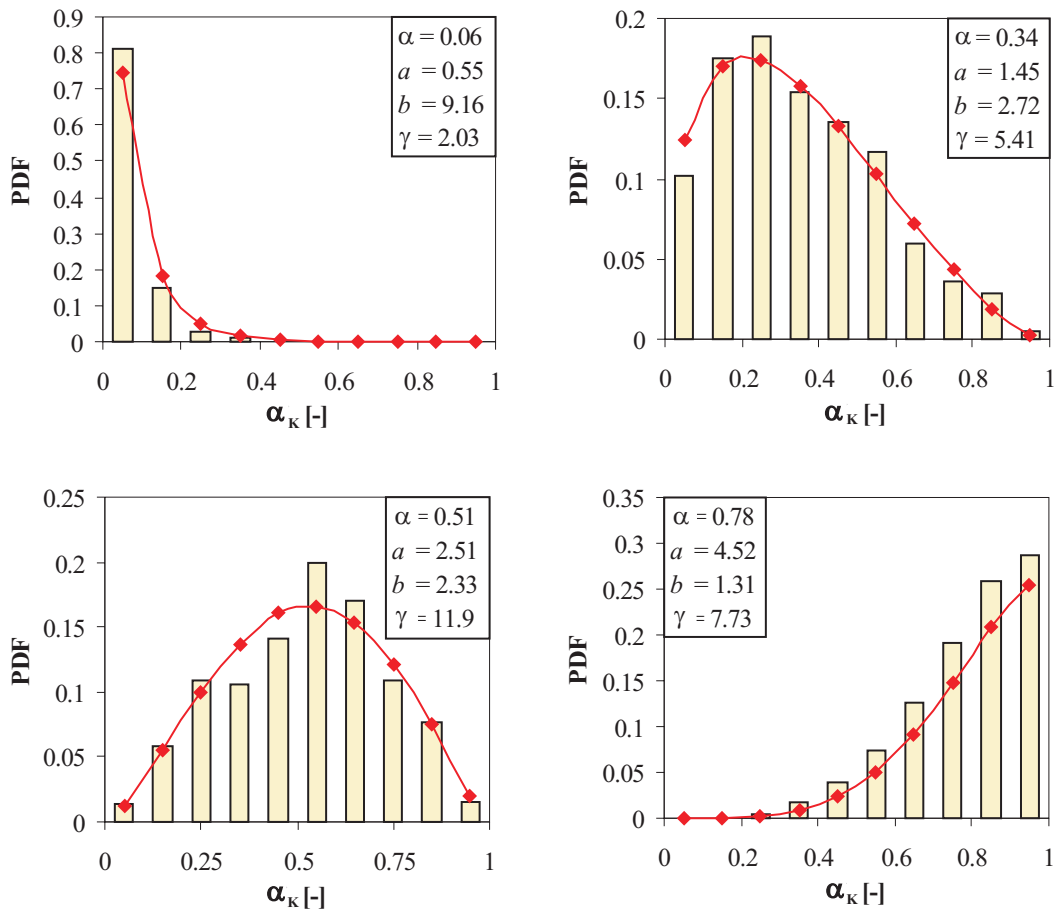 0.9
0.8
0.7
0.6
0.5
0.4
0.3
0.2
0.1
0
PDF
α = 0.06
a = 0.55
b = 9.16
γ = 2.03
0 0.2 0.4 0.6 0.8 1
α K [-]
0.2
0.15
0.1
0.05
0
PDF
α = 0.34
a = 1.45
b = 2.72
γ = 5.41
0 0.2 0.4 0.6 0.8 1
α K [-]
0.25
0.2
0.15
0.1
0.05
0
PDF
α = 0.51
a = 2.51
b = 2.33
γ = 11.9
0 0.25 0.5 0.75 1
α K [-]
0.35
0.3
0.25
0.2
0.15
0.1
0.05
0
PDF
α = 0.78
a = 4.52
b = 1.31
γ = 7.73
0 0.2 0.4 0.6 0.8 1
α K [-]